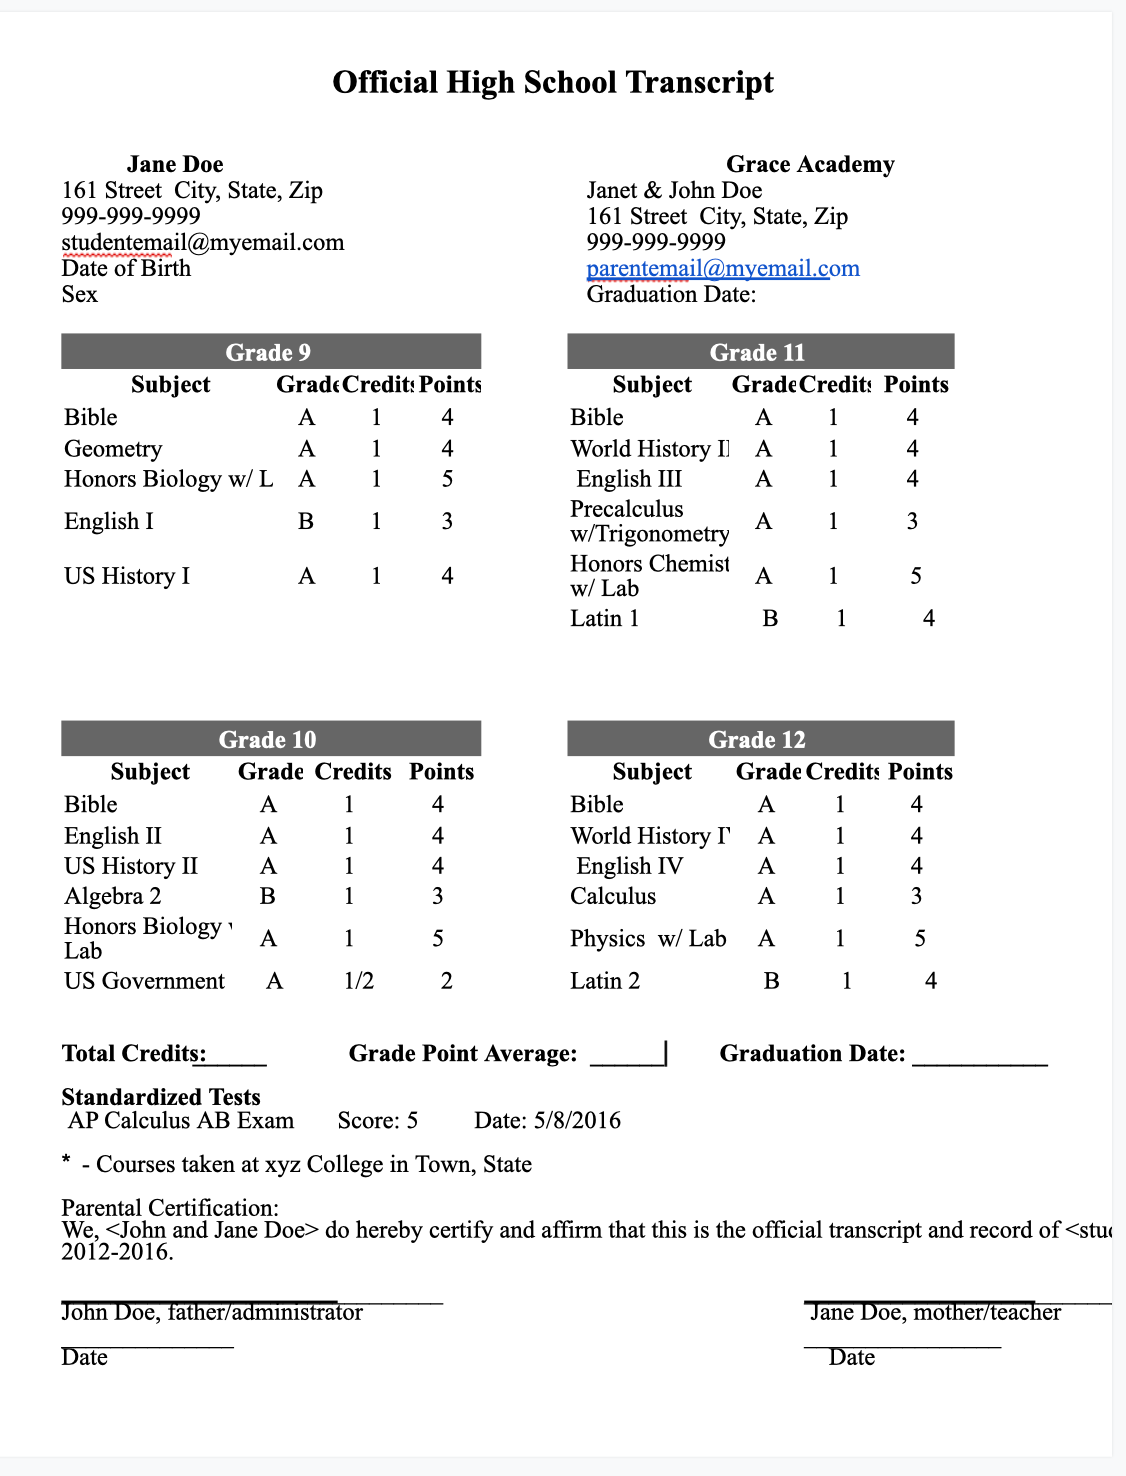 Official High School Transcript
Jane Doe
161 Street  City, State, Zip
999-999-9999
studentemail@myemail.com
Date of Birth
Sex
Grace Academy
Janet & John Doe
161 Street  City, State, Zip
999-999-9999
parentemail@myemail.com
Graduation Date:
Grade 9
Subject Grade Credits Points
Bible A 1 4
Geometry A 1 4
Honors Biology w/ L A 1 5
English I B 1 3
US History I A 1 4
Grade 11
Subject Grade Credits Points
Bible A 1 4
World History II A 1 4
English III A 1 4
Precalculus
w/Trigonometry A 1 3
Honors Chemist
w/ Lab A 1 5
Latin 1 B 1 4
Grade 10
Subject Grade Credits Points
Bible A 1 4
English II A 1 4
US History II A 1 4
Algebra 2 B 1 3
Honors Biology
Lab A 1 5
US Government A 1/2 2
Grade 12
Subject Grade Credits Points
Bible A 1 4
World History A 1 4
English IV A 1 4
Calculus A 1 3
Physics  w/ Lab A 1 5
Latin 2 B 1 4
Total Credits:______ Grade Point Average: ______ Graduation Date: ___________
Standardized Tests
AP Calculus AB Exam Score: 5 Date: 5/8/2016
* - Courses taken at xyz College in Town, State
Parental Certification:
We, <John and Jane Doe> do hereby certify and affirm that this is the official transcript and record of
2012-2016.
John Doe, father/administrator
Date
Jane Doe, mother/teacher
Date